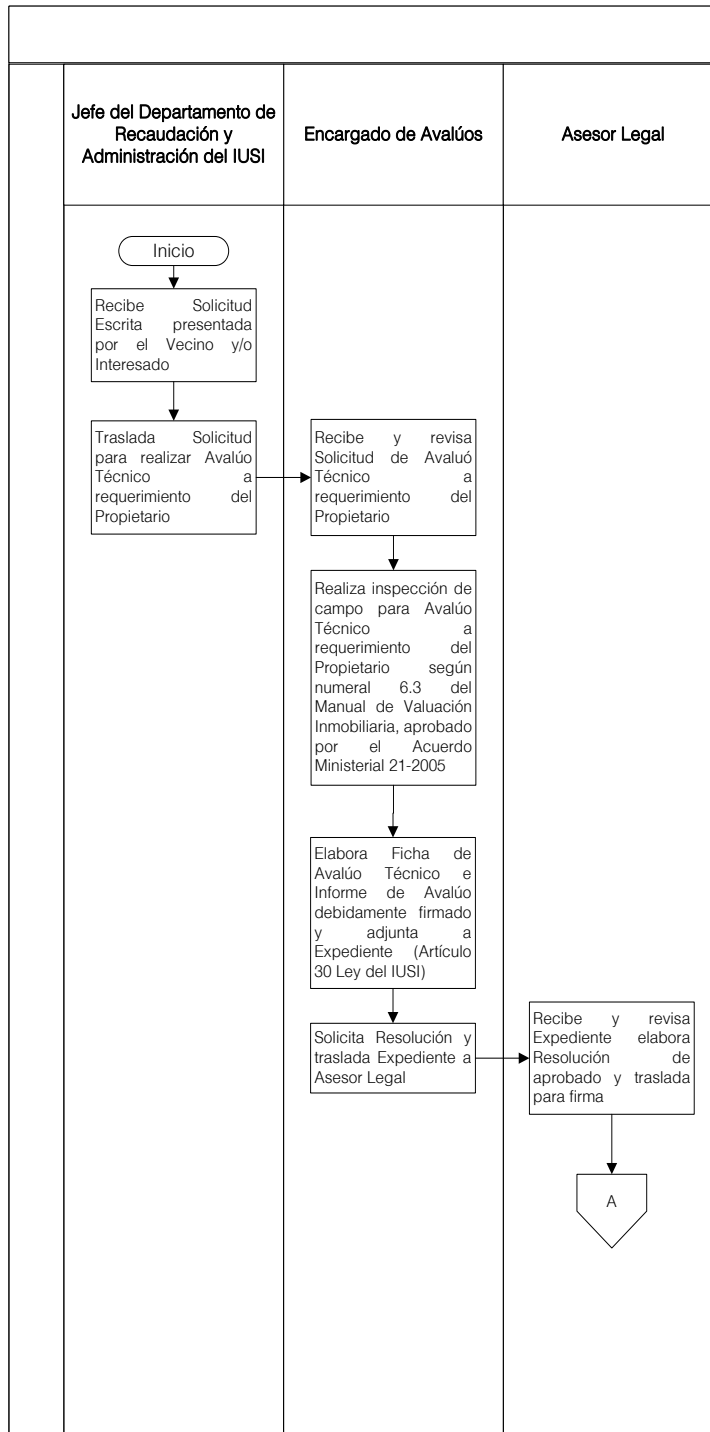 Jefe del Departamento de
Recaudación y
Administración del IUSI
Encargado de Avalúos
Asesor Legal
Inicio
Recibe Solicitud
Escrita presentada
por el Vecino y/o
Interesado
Traslada Solicitud
para realizar Avalúo
Técnico a
requerimiento del
Propietario
Recibe y revisa
Solicitud de Avaluó
Técnico a
requerimiento del
Propietario
Realiza inspección de
campo para Avalúo
Técnico a
requerimiento del
Propietario según
numeral 6.3 del
Manual de Valuación
Inmobiliaria, aprobado
por el Acuerdo
Ministerial 21-2005
Elabora Ficha de
Avalúo Técnico e
Informe de Avalúo
debidamente firmado
y adjunta a
Expediente (Artículo
30 Ley del IUSI)
Solicita Resolución y
traslada Expediente a
Asesor Legal
Recibe y revisa
Expediente elabora
Resolución de
aprobado y traslada
para firma
A